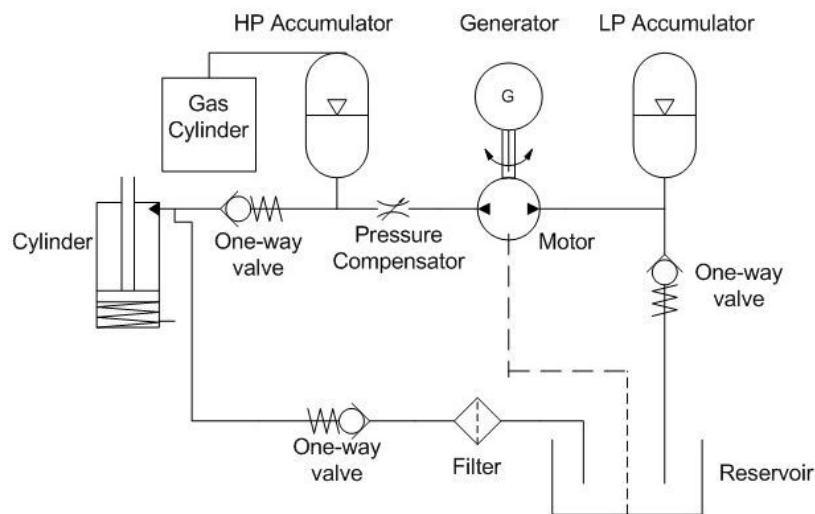 HP Accumulator
Generator
LP Accumulator
Gas
Cylinder
G
Cylinder
One-way
valve
Pressure
Compensator
Motor
One-way
valve
One-way
valve
Filter
Reservoir